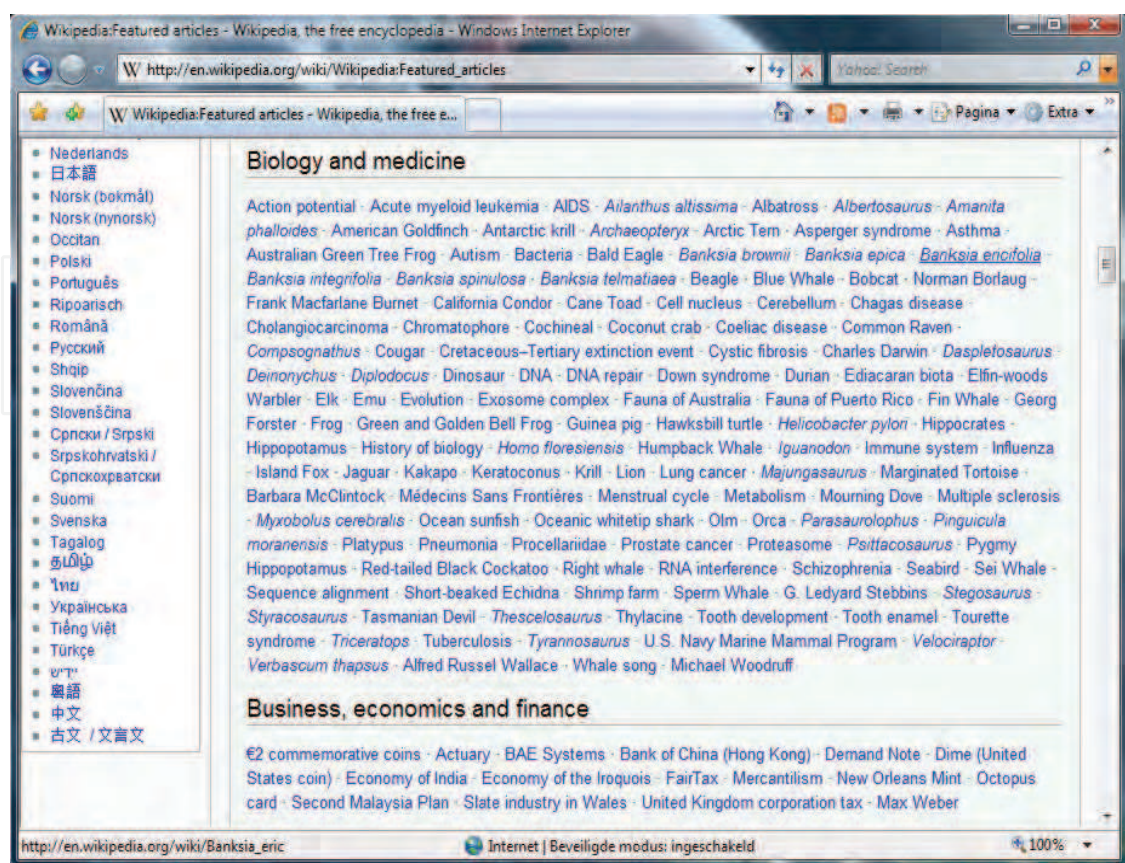 Wikipedia:Featured articles - Wikipedia, the free encyclopedia - Windows Internet Explorer
http://en.wikipedia.org/wiki/Wikipedia:Featured_articles
Yahoo! Search
Wikipedia:Featured articles - Wikipedia, the free e...
Pagina
Extra
Nederlands
日本語
Norsk (bokmål)
Norsk (nynorsk)
Occitan
Polski
Português
Ripoarisch
Română
Русский
Shqip
Slovenčina
Slovenščina
Српски / Srpski
Srpskohrvatski /
Српскохрватски
Suomi
Svenska
Tagalog
தமிழ்
ไทย
Українська
Tiếng Việt
Türkçe
ייִדיש
粵語
中文
古文 / 文言文
Biology and medicine
Action potential · Acute myeloid leukemia · AIDS · Ailanthus altissima · Albatross · Albertosaurus · Amanita
phalloides · American Goldfinch · Antarctic krill · Archaeopteryx · Arctic Tern · Asperger syndrome · Asthma ·
Australian Green Tree Frog · Autism · Bacteria · Bald Eagle · Banksia brownii · Banksia epica · Banksia ericifolia ·
Banksia integrifolia · Banksia spinulosa · Banksia telmatiaea · Beagle · Blue Whale · Bobcat · Norman Borlaug ·
Frank Macfarlane Burnet · California Condor · Cane Toad · Cell nucleus · Cerebellum · Chagas disease ·
Cholangiocarcinoma · Chromatophore · Cochineal · Coconut crab · Coeliac disease · Common Raven ·
Compsognathus · Cougar · Cretaceous–Tertiary extinction event · Cystic fibrosis · Charles Darwin · Daspletosaurus ·
Deinonychus · Diplodocus · Dinosaur · DNA · DNA repair · Down syndrome · Durian · Ediacaran biota · Elfin-woods
Warbler · Elk · Emu · Evolution · Exosome complex · Fauna of Australia · Fauna of Puerto Rico · Fin Whale · Georg
Forster · Frog · Green and Golden Bell Frog · Guinea pig · Hawksbill turtle · Helicobacter pylori · Hippocrates ·
Hippopotamus · History of biology · Homo floresiensis · Humpback Whale · Iguanodon · Immune system · Influenza
· Island Fox · Jaguar · Kakapo · Keratoconus · Krill · Lion · Lung cancer · Majungasaurus · Marginated Tortoise ·
Barbara McClintock · Médecins Sans Frontières · Menstrual cycle · Metabolism · Mourning Dove · Multiple sclerosis
· Myxobolus cerebralis · Ocean sunfish · Oceanic whitetip shark · Olm · Orca · Parasaurolophus · Pinguicula
moranensis · Platypus · Pneumonia · Procellariidae · Prostate cancer · Proteasome · Psittacosaurus · Pygmy
Hippopotamus · Red-tailed Black Cockatoo · Right whale · RNA interference · Schizophrenia · Seabird · Sei Whale ·
Sequence alignment · Short-beaked Echidna · Shrimp farm · Sperm Whale · G. Ledyard Stebbins · Stegosaurus ·
Styracosaurus · Tasmanian Devil · Thescelosaurus · Thylacine · Tooth development · Tooth enamel · Tourette
syndrome · Triceratops · Tuberculosis · Tyrannosaurus · U.S. Navy Marine Mammal Program · Velociraptor ·
Verbascum thapsus · Alfred Russel Wallace · Whale song · Michael Woodruff
Business, economics and finance
€2 commemorative coins · Actuary · BAE Systems · Bank of China (Hong Kong) · Demand Note · Dime (United
States coin) · Economy of India · Economy of the Iroquois · FairTax · Mercantilism · New Orleans Mint · Octopus
card · Second Malaysia Plan · Slate industry in Wales · United Kingdom corporation tax · Max Weber
http://en.wikipedia.org/wiki/Banksia_eric
Internet | Beveiligde modus: ingeschakeld
100%